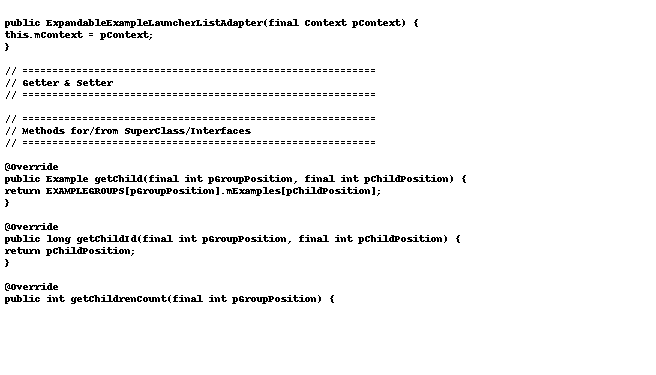 public ExpandableExampleLauncherListAdapter(final Context pContext) {
this.mContext = pContext;
}
// ===========================================================
// Getter & Setter
// ===========================================================
// ===========================================================
// Methods for/from SuperClass/Interfaces
// ===========================================================
@Override
public Example getChild(final int pGroupPosition, final int pChildPosition) {
return EXAMPLEGROUPS[pGroupPosition].mExamples[pChildPosition];
}
@Override
public long getChildId(final int pGroupPosition, final int pChildPosition) {
return pChildPosition;
}
@Override
public int getChildrenCount(final int pGroupPosition) {